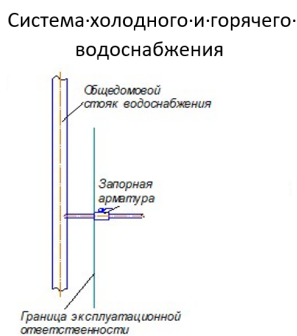 Система·холодного·и·горячего·
водоснабжения
Общедомовой
стояк водоснабжения
Запорная
арматура
Граница эксплуатационной
ответственности